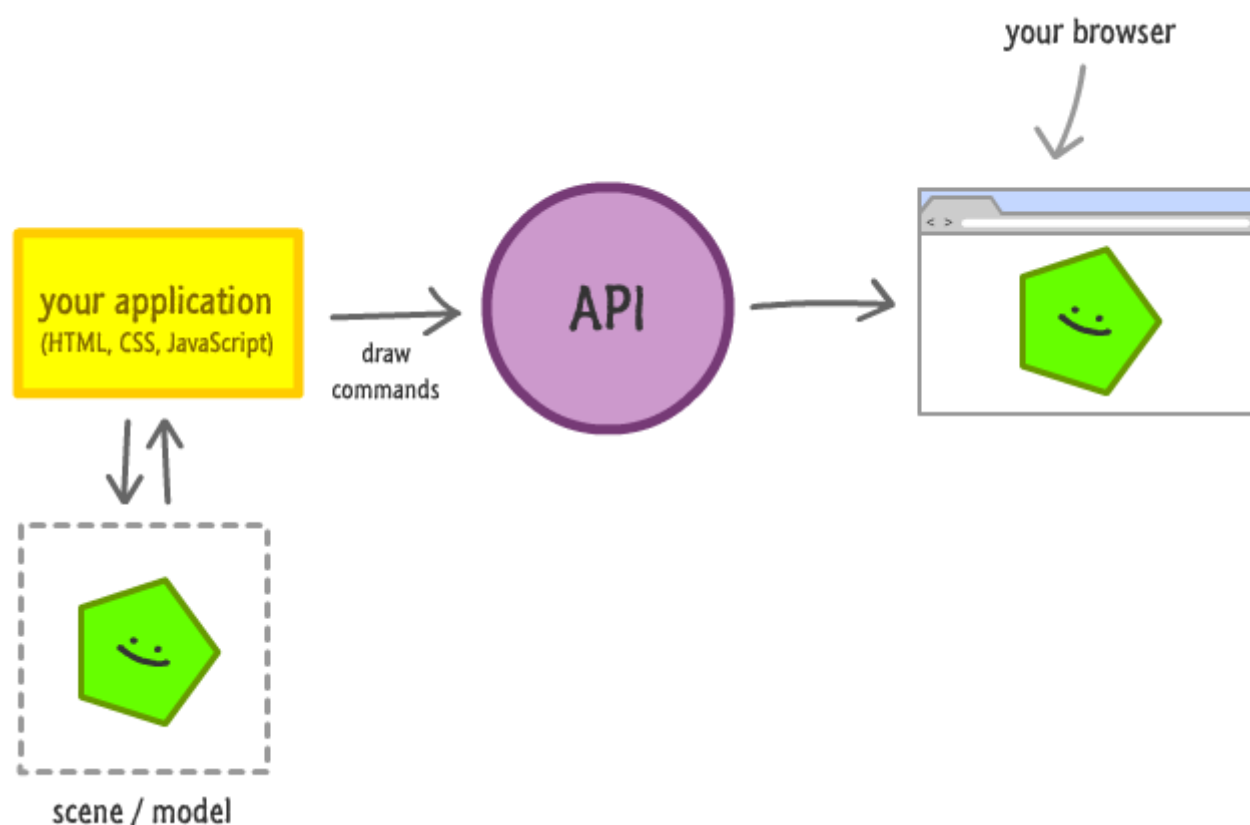 your browser
< >
your application
(HTML, CSS, JavaScript)
API
draw
commands
scene / model